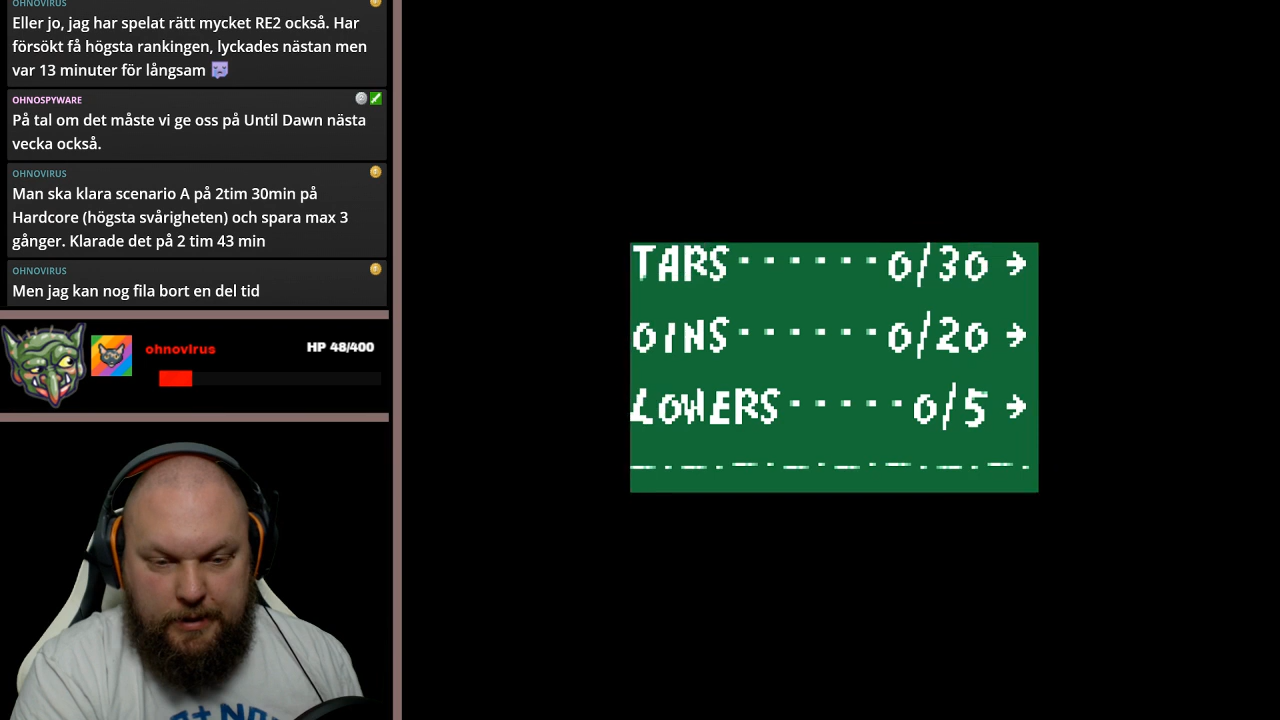 OHNOVIRUS
Eller jo, jag har spelat rätt mycket RE2 också. Har
försökt få högsta rankingen, lyckades nästan men
var 13 minuter för långsam
OHNOSPYWARE
På tal om det måste vi ge oss på Until Dawn nästa
vecka också.
OHNOVIRUS
Man ska klara scenario A på 2tim 30min på
Hardcore (högsta svårigheten) och spara max 3
gånger. Klarade det på 2 tim 43 min
OHNOVIRUS
Men jag kan nog fila bort en del tid
ohnovirus HP 48/400
TARS ······ 0/30 →
OINS ······ 0/20 →
LOWERS ····· 0/5 →